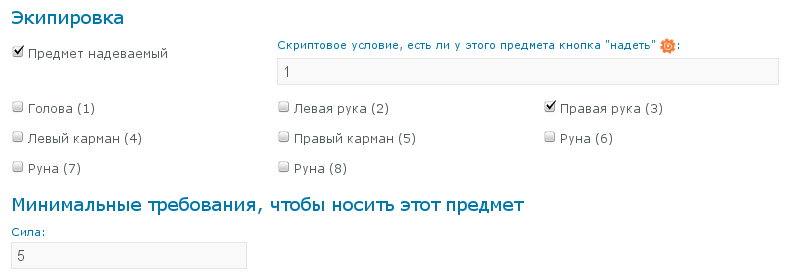 Экипировка
Предмет надеваемый
Скриптовое условие, есть ли у этого предмета кнопка "надеть" :
1
Голова (1) Левая рука (2) Правая рука (3)
Левый карман (4) Правый карман (5) Руна (6)
Руна (7) Руна (8)
Минимальные требования, чтобы носить этот предмет
Сила:
5